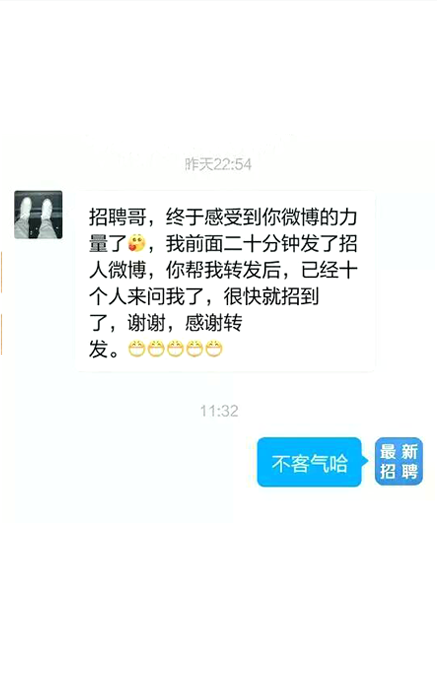 昨天22:54
招聘哥，终于感受到你微博的力
量了😜，我前面二十分钟发了招
人微博，你帮我转发后，已经十
个人来问我了，很快就招到
了，谢谢，感谢转
发。😁😁😁😁😁
11:32
不客气哈
最新
招聘